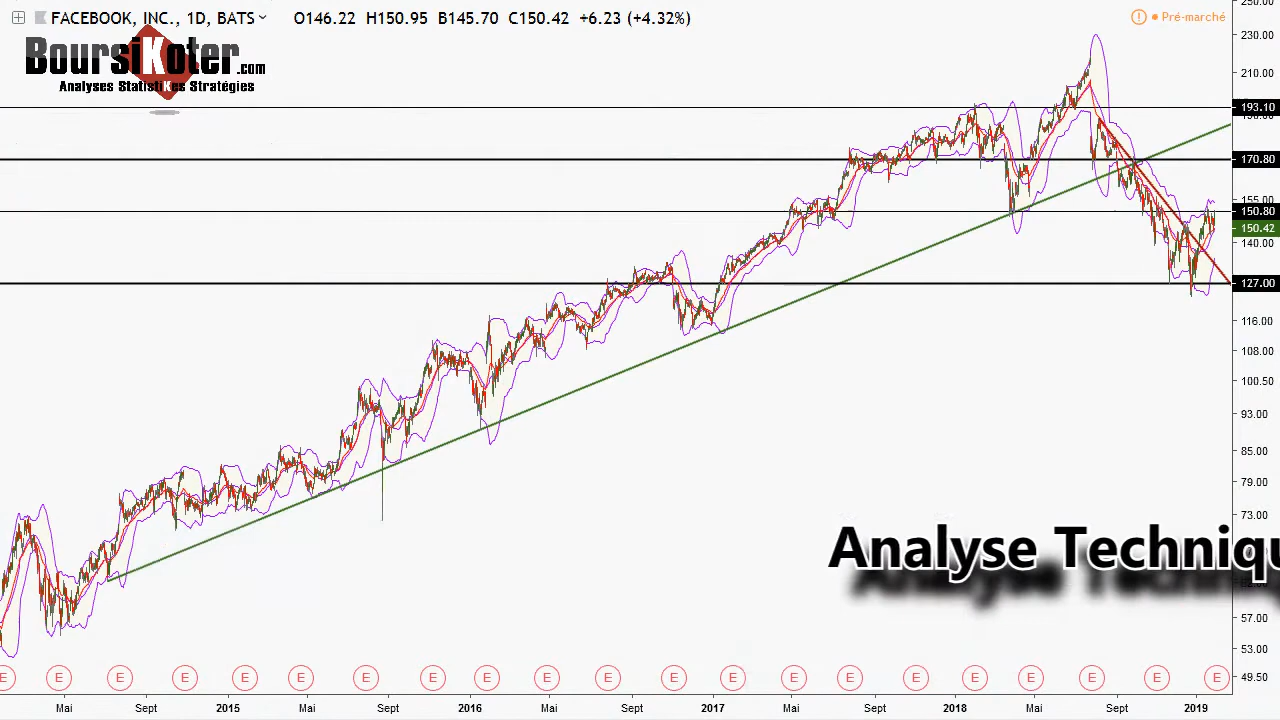 FACEBOOK, INC., 1D, BATS O146.22 H150.95 B145.70 C150.42 +6.23 (+4.32%)
Pré-marché
BoursiKoter.com
Analyses StatistiKes Stratégies
230.00
210.00
193.10
170.80
155.00
150.80
150.42
140.00
127.00
116.00
108.00
100.50
93.00
85.00
79.00
73.00
57.00
53.00
49.50
Analyse Techniqu
E E E E E E E E E E E E E E E E E E E E E
Mai Sept 2015 Mai Sept 2016 Mai Sept 2017 Mai Sept 2018 Mai Sept 2019